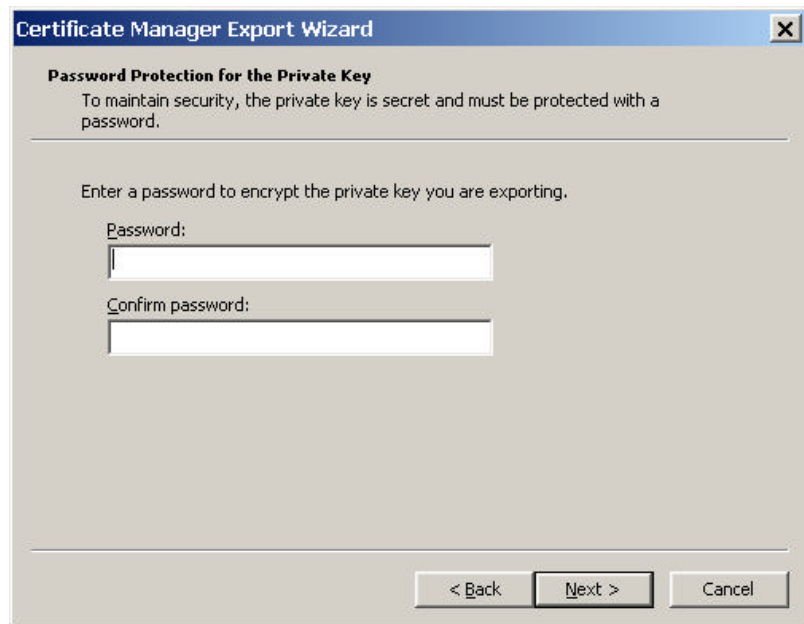 Certificate Manager Export Wizard
Password Protection for the Private Key
To maintain security, the private key is secret and must be protected with a
password.
Enter a password to encrypt the private key you are exporting.
Password:
Confirm password:
< Back
Next >
Cancel